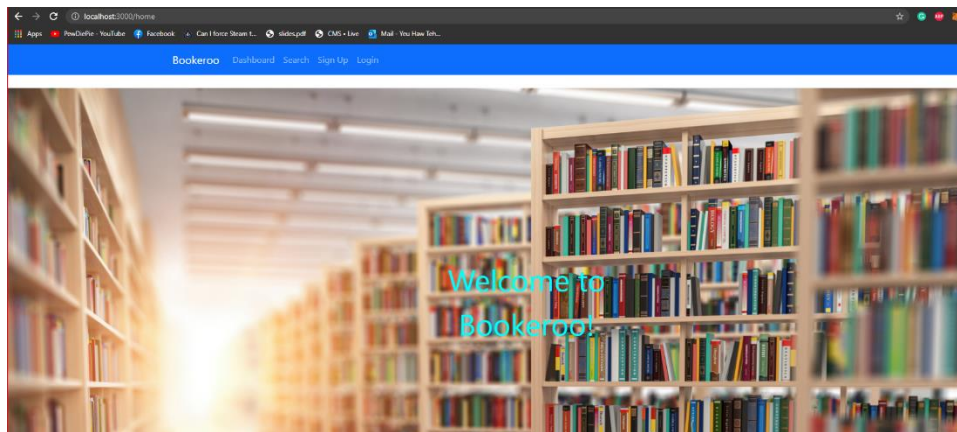 localhost:3000/home
Apps PewDiePie - YouTube Facebook Can I force Steam t... slides.pdf CMS • Live Mail - Yeu Haw Teh...
Bookeroo Dashboard Search Sign Up Login
Welcome to
Bookeroo!